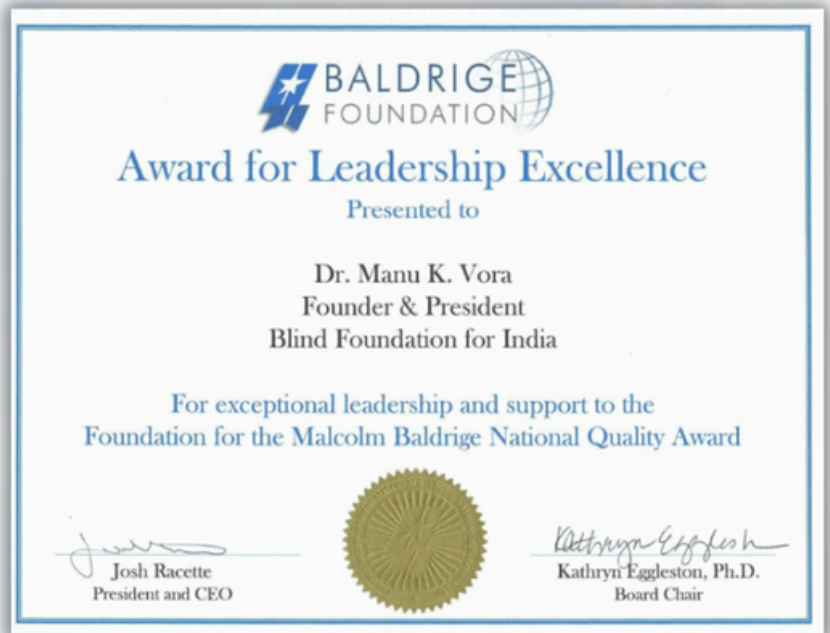 BALDRIGE
FOUNDATION
Award for Leadership Excellence
Presented to
Dr. Manu K. Vora
Founder & President
Blind Foundation for India
For exceptional leadership and support to the
Foundation for the Malcolm Baldrige National Quality Award
Josh Racette
President and CEO
Kathryn Eggleston
Kathryn Eggleston, Ph.D.
Board Chair